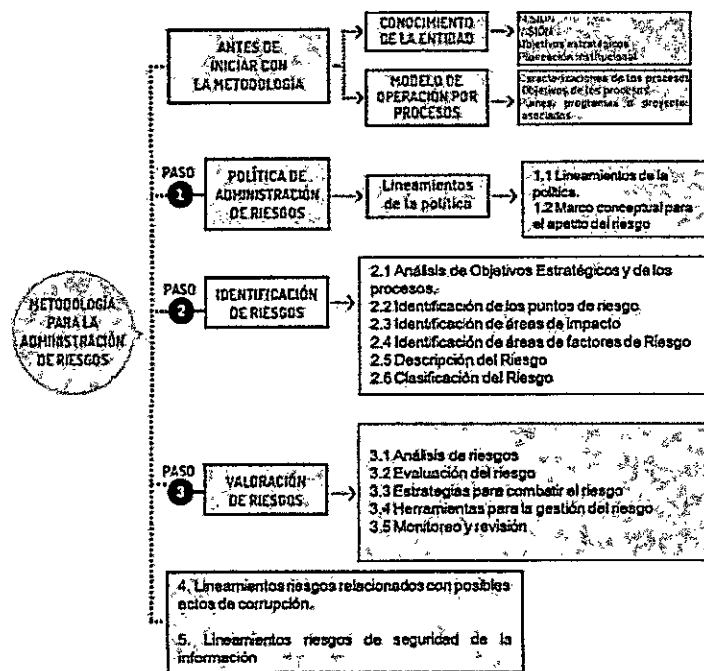 METODOLOGÍA
PARA LA
ADMINISTRACIÓN
DE RIESGOS
ANTES DE
INICIAR CON
LA METODOLOGÍA
CONOCIMIENTO
DE LA ENTIDAD
MISIÓN
VISIÓN
Objetivos estratégicos
Planeación institucional
MODELO DE
OPERACIÓN POR
PROCESOS
Caracterizaciones de los procesos
Objetivos de los procesos
Planes, programas o proyectos
asociados
PASO
1
POLÍTICA DE
ADMINISTRACIÓN
DE RIESGOS
Lineamientos
de la política
1.1 Lineamientos de la
política.
1.2 Marco conceptual para
el apetto del riesgo
PASO
2
IDENTIFICACIÓN
DE RIESGOS
2.1 Análisis de Objetivos Estratégicos y de los
procesos.
2.2 Identificación de los puntos de riesgo
2.3 Identificación de áreas de impacto
2.4 Identificación de áreas de factores de Riesgo
2.5 Descripción del Riesgo
2.6 Clasificación del Riesgo
PASO
3
VALORACIÓN
DE RIESGOS
3.1 Análisis de riesgos
3.2 Evaluación del riesgo
3.3 Estrategias para combatir el riesgo
3.4 Herramientas para la gestión del riesgo
3.5 Monitoreo y revisión
4. Lineamientos riesgos relacionados con posibles
actos de corrupción.
5. Lineamientos riesgos de seguridad de la
información